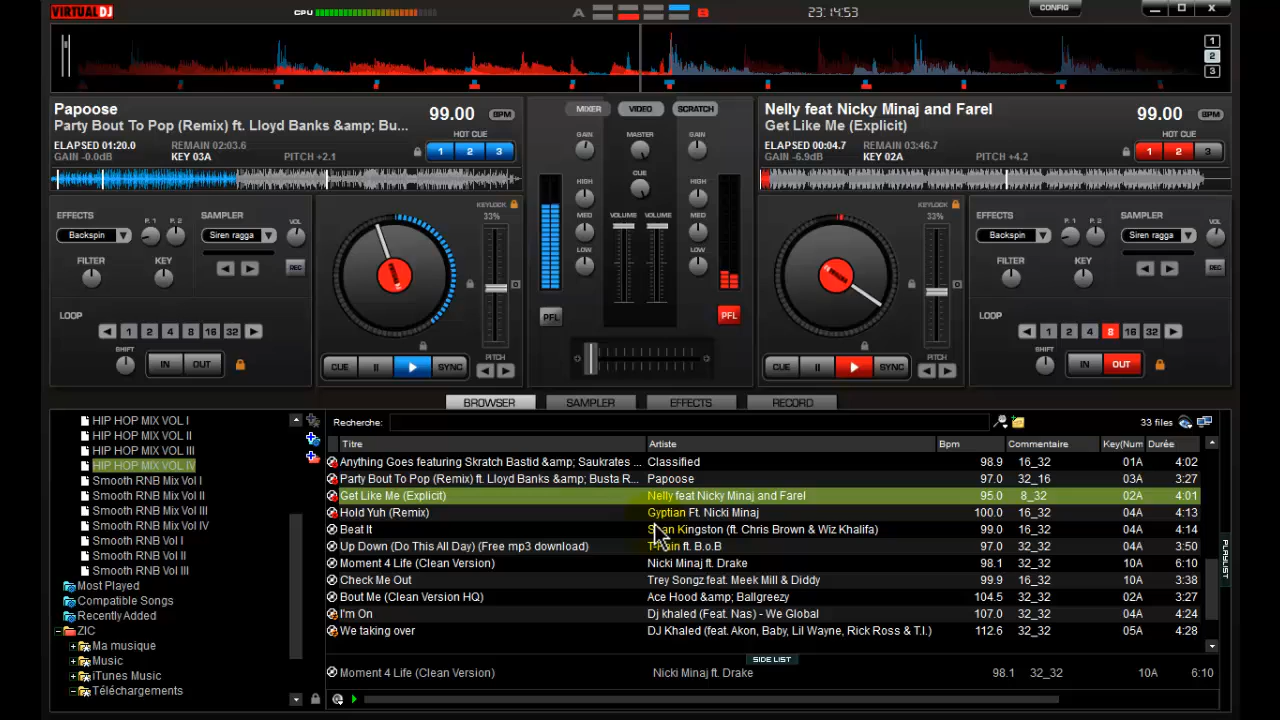 VIRTUAL DJ
CPU
A
B
23:14:53
CONFIG
1
2
3
Papoose
Party Bout To Pop (Remix) ft. Lloyd Banks &amp; Bu...
99.00 BPM
HOT CUE
ELAPSED 01:20.0 REMAIN 02:03.6
GAIN -0.0dB KEY 03A PITCH +2.1
1 2 3
MIXER VIDEO SCRATCH
Nelly feat Nicky Minaj and Farel
Get Like Me (Explicit)
99.00 BPM
HOT CUE
ELAPSED 00:04.7 REMAIN 03:46.7
GAIN -6.9dB KEY 02A PITCH +4.2
1 2 3
GAIN MASTER GAIN
CUE
HIGH HIGH
MED VOLUME VOLUME MED
LOW LOW
PFL PFL
EFFECTS P. 1 P. 2 SAMPLER VOL
Backspin Siren ragga
FILTER KEY REC
LOOP
1 2 4 8 16 32
SHIFT IN OUT
KEYLOCK
33%
CUE SYNC PITCH
KEYLOCK
33%
CUE SYNC PITCH
EFFECTS P. 1 P. 2 SAMPLER VOL
Backspin Siren ragga
FILTER KEY REC
LOOP
1 2 4 8 16 32
SHIFT IN OUT
BROWSER SAMPLER EFFECTS RECORD
HIP HOP MIX VOL I
HIP HOP MIX VOL II
HIP HOP MIX VOL III
HIP HOP MIX VOL IV
Smooth RNB Mix Vol I
Smooth RNB Mix Vol II
Smooth RNB Mix Vol III
Smooth RNB Mix Vol IV
Smooth RNB Vol I
Smooth RNB Vol II
Smooth RNB Vol III
Most Played
Compatible Songs
Recently Added
ZIC
Ma musique
Music
iTunes Music
Téléchargements
Recherche: 33 files
Titre Artiste Bpm Commentaire Key(Num Durée
Anything Goes featuring Skratch Bastid &amp; Saukrates ... Classified 98.9 16_32 01A 4:02
Party Bout To Pop (Remix) ft. Lloyd Banks &amp; Busta R... Papoose 97.0 32_16 03A 3:27
Get Like Me (Explicit) Nelly feat Nicky Minaj and Farel 95.0 8_32 02A 4:01
Hold Yuh (Remix) Gyptian Ft. Nicki Minaj 100.0 16_32 04A 4:13
Beat It Sean Kingston (ft. Chris Brown & Wiz Khalifa) 99.0 16_32 04A 4:14
Up Down (Do This All Day) (Free mp3 download) T-Pain ft. B.o.B 97.0 32_32 04A 3:50
Moment 4 Life (Clean Version) Nicki Minaj ft. Drake 98.1 32_32 10A 6:10
Check Me Out Trey Songz feat. Meek Mill & Diddy 99.9 16_32 10A 3:38
Bout Me (Clean Version HQ) Ace Hood &amp; Ballgreezy 104.5 32_32 02A 3:27
I'm On Dj khaled (Feat. Nas) - We Global 107.0 32_32 04A 4:24
We taking over DJ Khaled (feat. Akon, Baby, Lil Wayne, Rick Ross & T.I.) 112.6 32_32 05A 4:28
PLAYLIST
SIDE LIST
Moment 4 Life (Clean Version) Nicki Minaj ft. Drake 98.1 32_32 10A 6:10